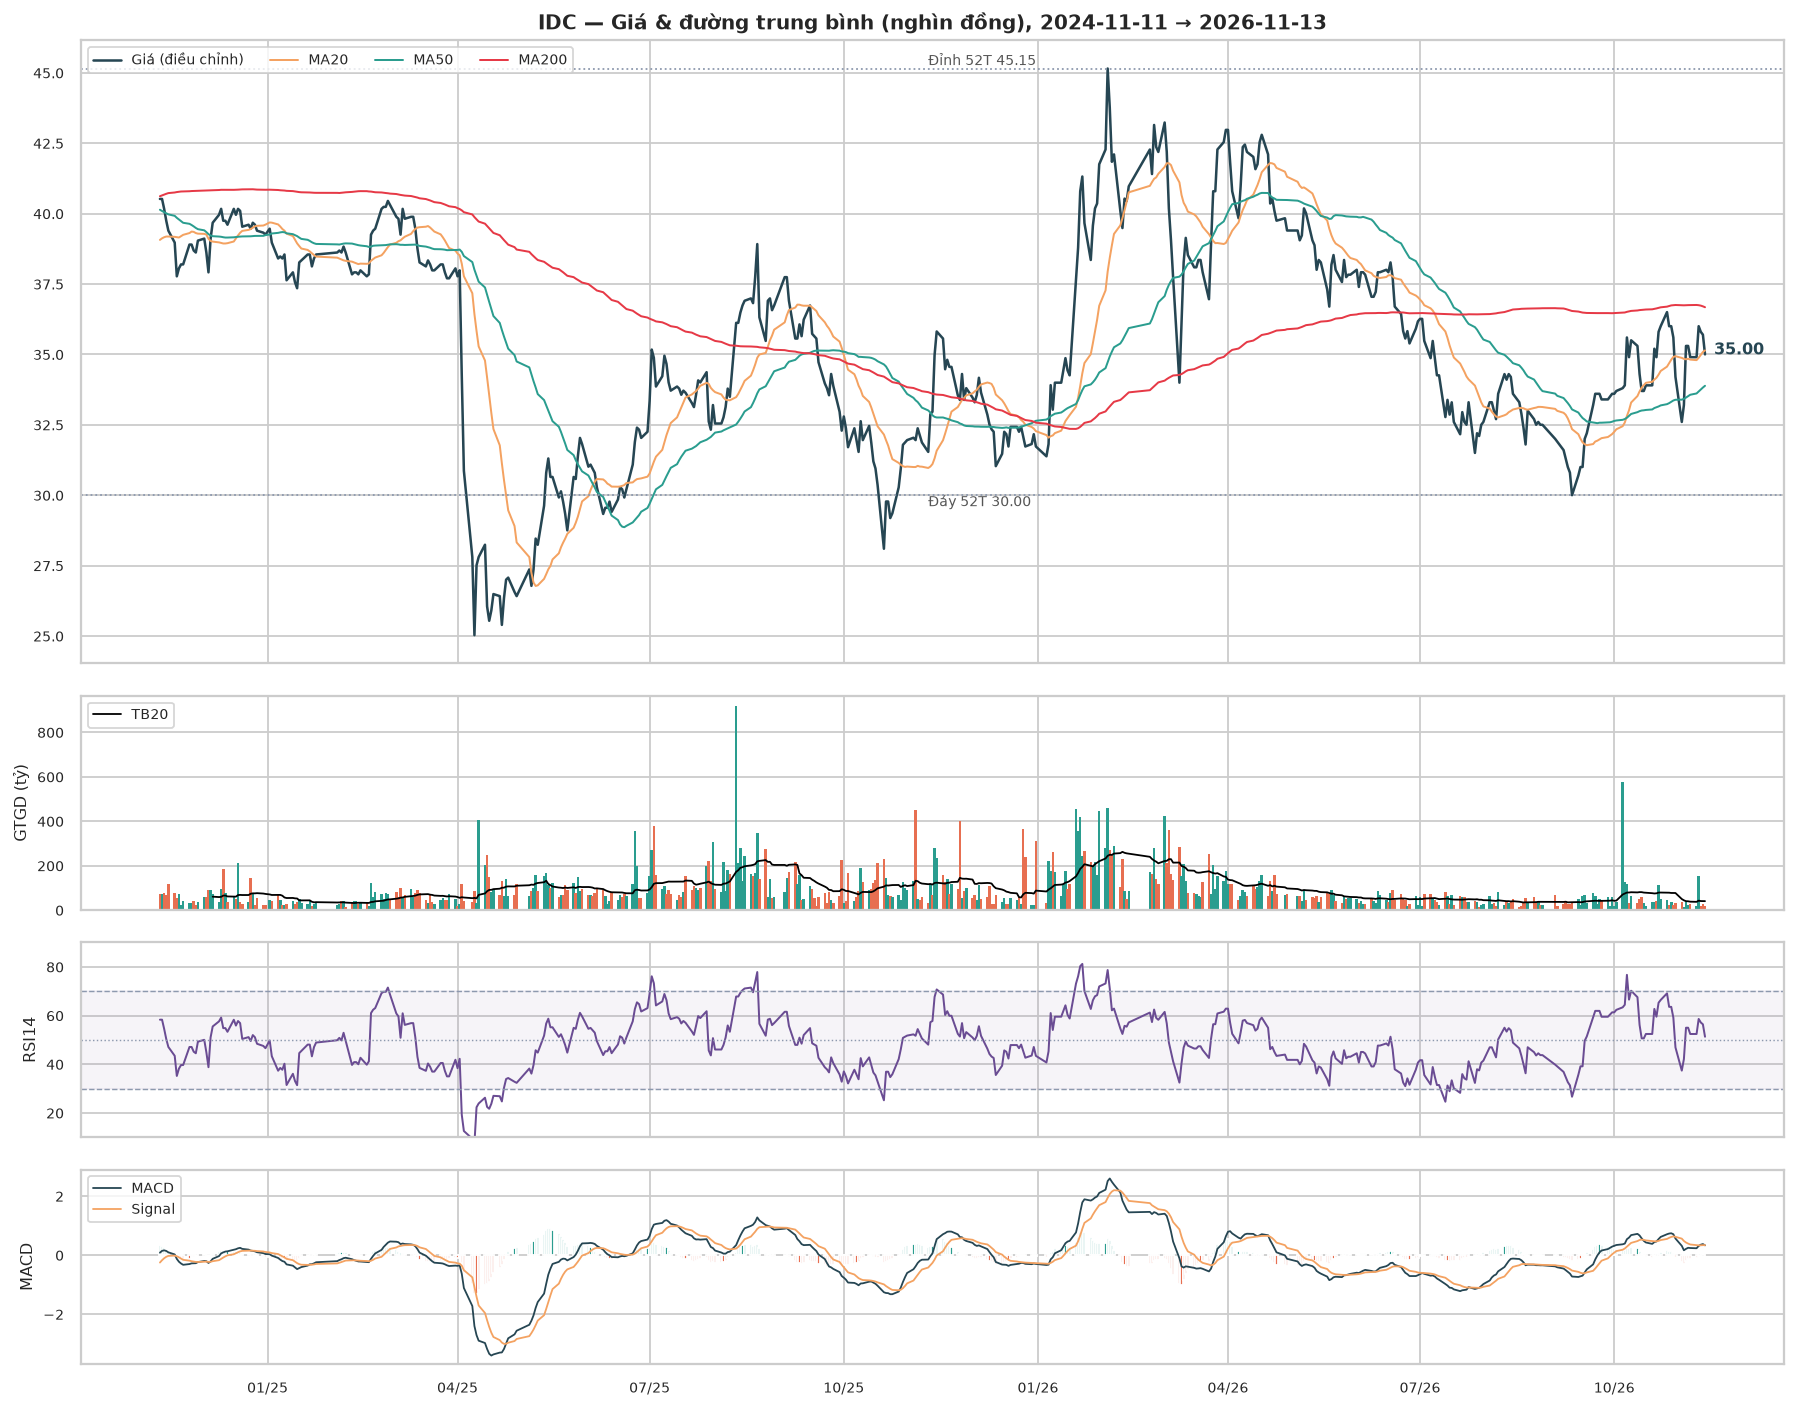 IDC — Giá & đường trung bình (nghìn đồng), 2024-11-11 → 2026-11-13
Giá (điều chỉnh) MA20 MA50 MA200
Đỉnh 52T 45.15
45.0
42.5
40.0
37.5
35.0
35.00
32.5
30.0
Đáy 52T 30.00
27.5
25.0
TB20
GTGD (tỷ)
800
600
400
200
0
RSI14
80
60
40
20
MACD
Signal
MACD
2
0
−2
01/25 04/25 07/25 10/25 01/26 04/26 07/26 10/26